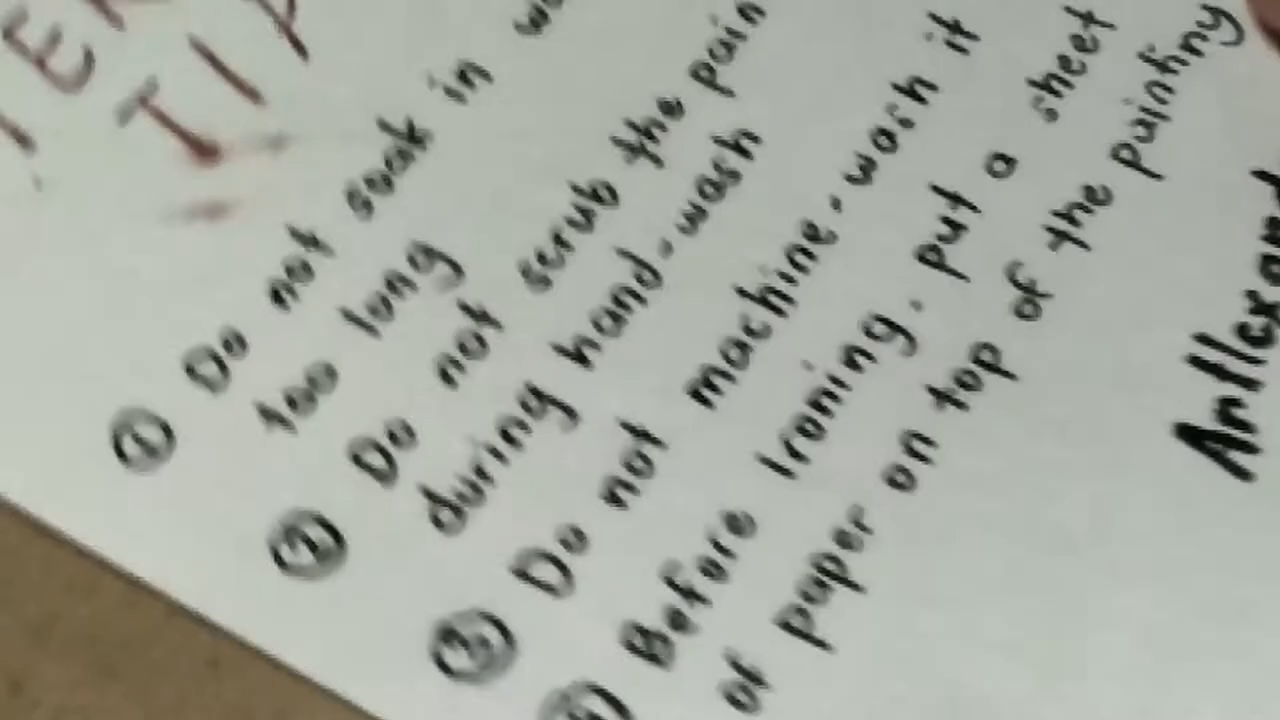 ① Do not soak in
too long
② Do not scrub the pain
during hand-wash
③ Do not machine-wash it
④ Before Ironing, put a sheet
of paper on top of the painting